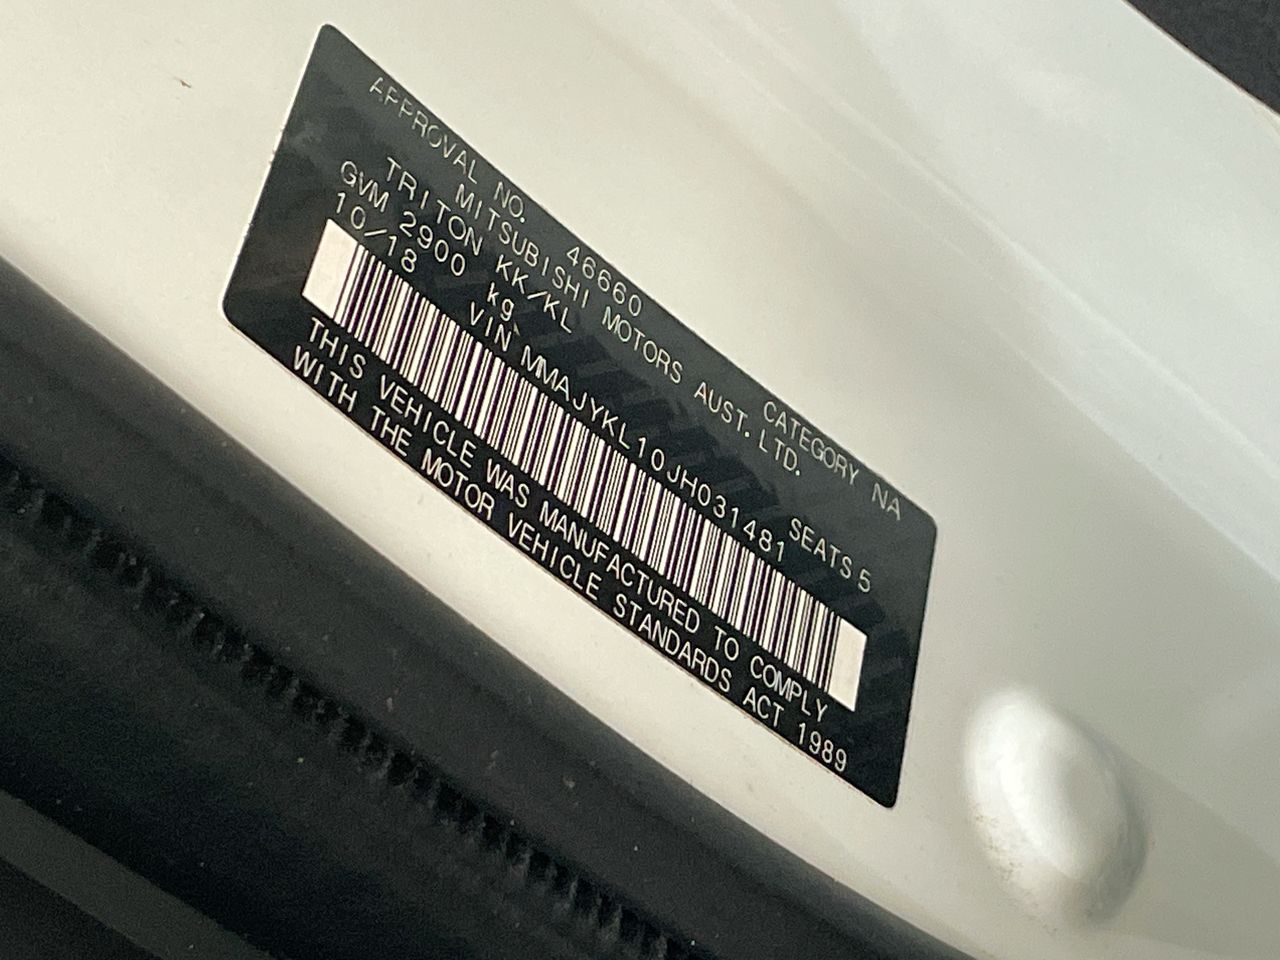 APPROVAL NO. 46660 CATEGORY NA
MITSUBISHI MOTORS AUST. LTD.
TRITON KK/KL SEATS 5
GVM 2900 kg
10/18 VIN MMAJYKL10JH031481
THIS VEHICLE WAS MANUFACTURED TO COMPLY
WITH THE MOTOR VEHICLE STANDARDS ACT 1989